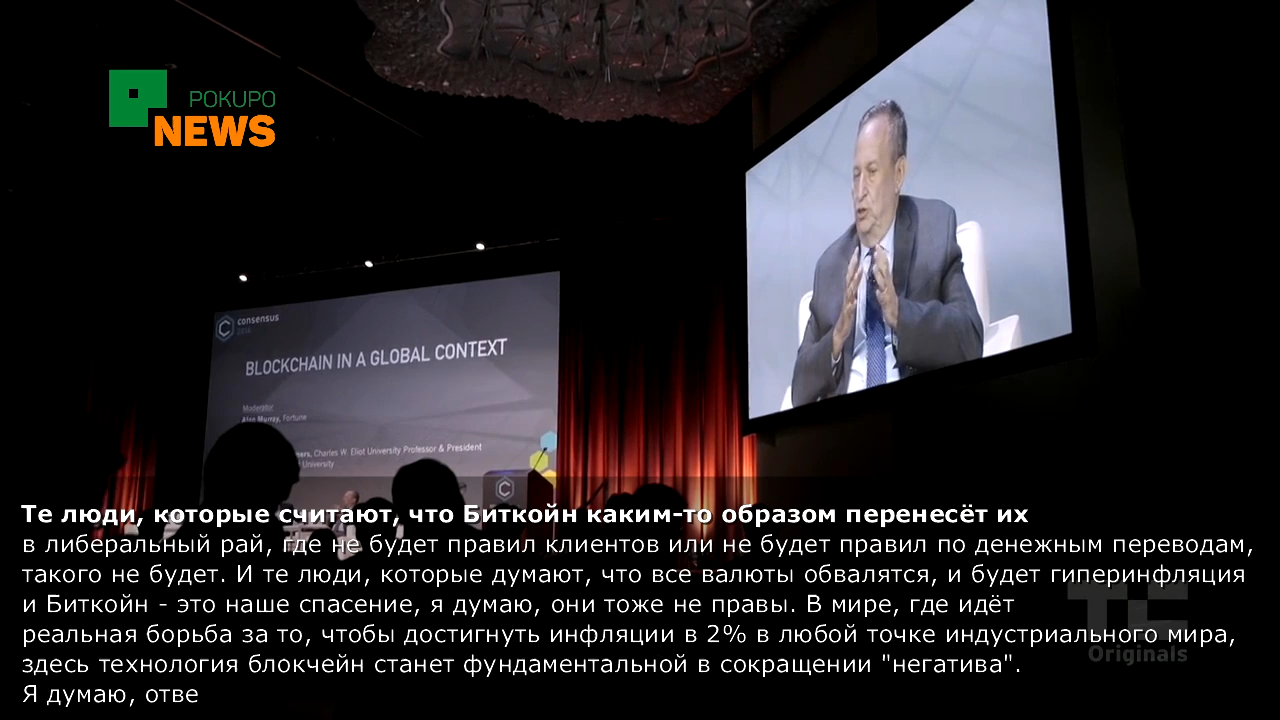 POKUPO
NEWS
consensus
BLOCKCHAIN IN A GLOBAL CONTEXT
Moderator
Alan Murray, Fortune
Charles W. Eliot University Professor & President
University
Те люди, которые считают, что Биткойн каким-то образом перенесёт их
в либеральный рай, где не будет правил клиентов или не будет правил по денежным переводам,
такого не будет. И те люди, которые думают, что все валюты обвалятся, и будет гиперинфляция
и Биткойн - это наше спасение, я думаю, они тоже не правы. В мире, где идёт
реальная борьба за то, чтобы достигнуть инфляции в 2% в любой точке индустриального мира,
здесь технология блокчейн станет фундаментальной в сокращении "негатива".
Я думаю, отве
TC
Originals